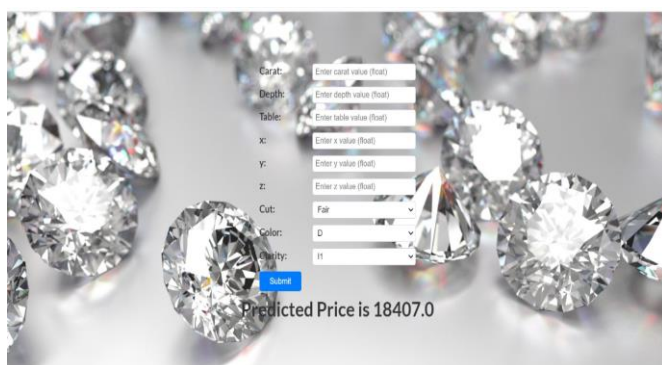 Carat: Enter carat value (float)
Depth: Enter depth value (float)
Table: Enter table value (float)
x: Enter x value (float)
y: Enter y value (float)
z: Enter z value (float)
Cut: Fair
Color: D
Clarity: I1
Submit
Predicted Price is 18407.0